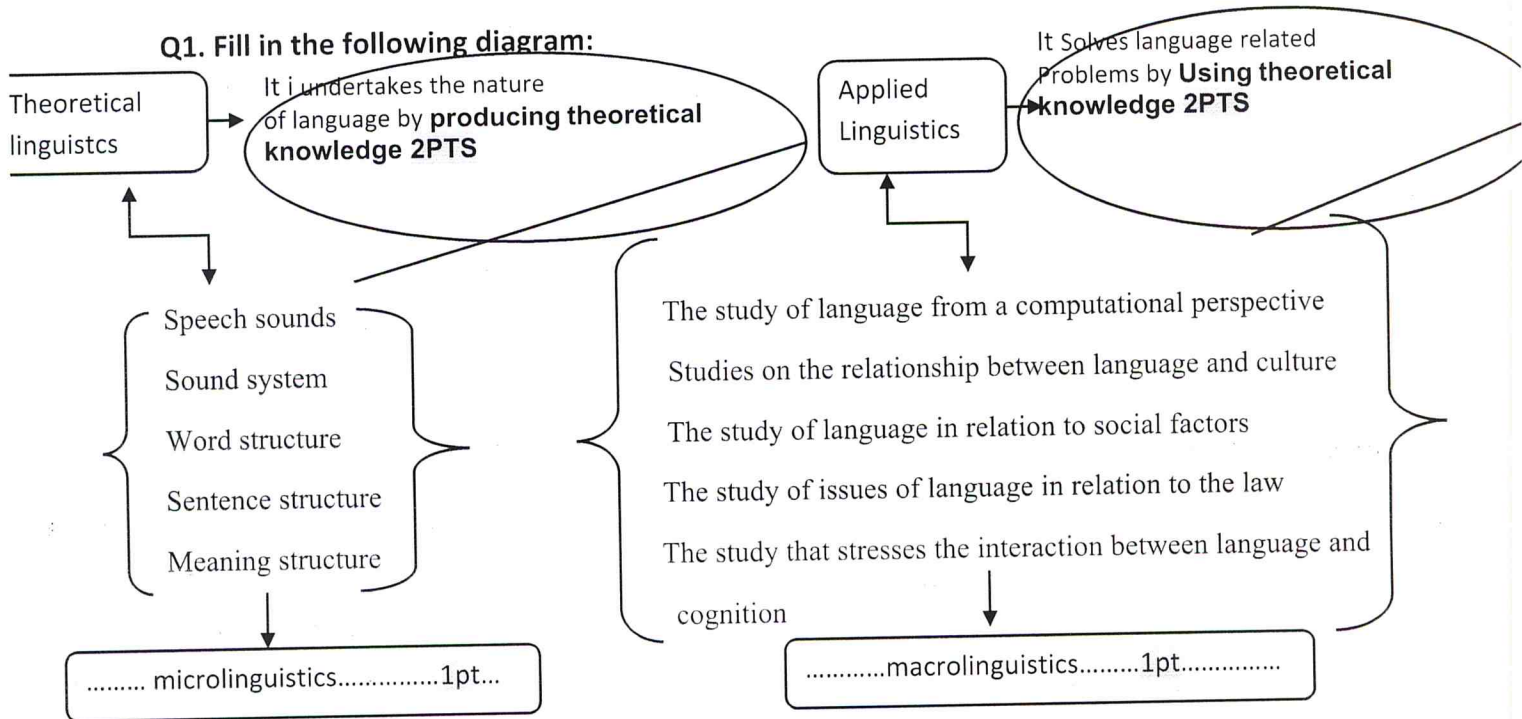 Q1. Fill in the following diagram:
Theoretical
linguistcs
It i undertakes the nature
of language by producing theoretical
knowledge 2PTS
Applied
Linguistics
It Solves language related
Problems by Using theoretical
knowledge 2PTS
Speech sounds
Sound system
Word structure
Sentence structure
Meaning structure
The study of language from a computational perspective
Studies on the relationship between language and culture
The study of language in relation to social factors
The study of issues of language in relation to the law
The study that stresses the interaction between language and
cognition
......... microlinguistics...............1pt...
............macrolinguistics.........1pt...............